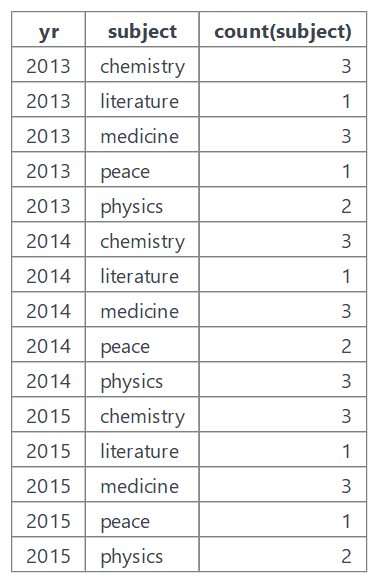 yr subject count(subject)
2013 chemistry 3
2013 literature 1
2013 medicine 3
2013 peace 1
2013 physics 2
2014 chemistry 3
2014 literature 1
2014 medicine 3
2014 peace 2
2014 physics 3
2015 chemistry 3
2015 literature 1
2015 medicine 3
2015 peace 1
2015 physics 2